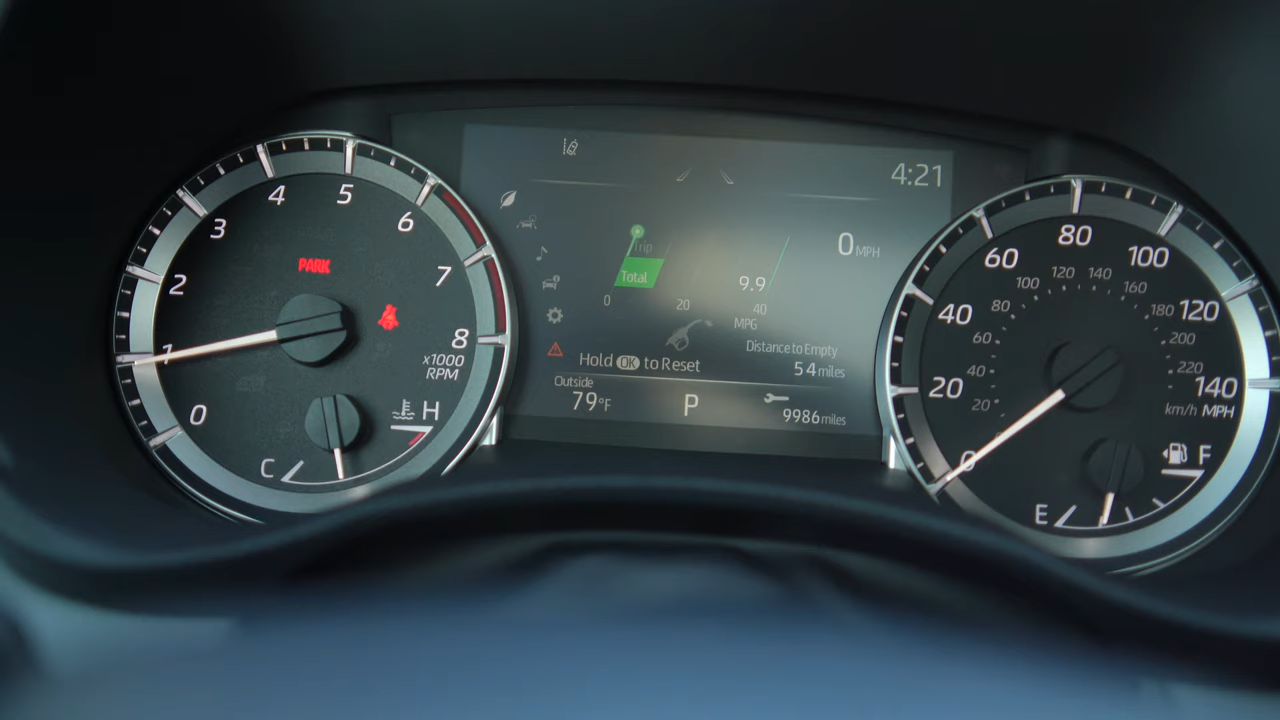 4:21
0 MPH
Trip
Total
9.9
0 20 40
MPG
Distance to Empty
54 miles
Hold OK to Reset
Outside
79°F
P
9986 miles
0
1
2
3
4
5
6
7
8
x1000
RPM
PARK
C H
0
20
40
60
80
100
120
140
20
40
60
80
100
120
140
160
180
200
220
km/h MPH
E F